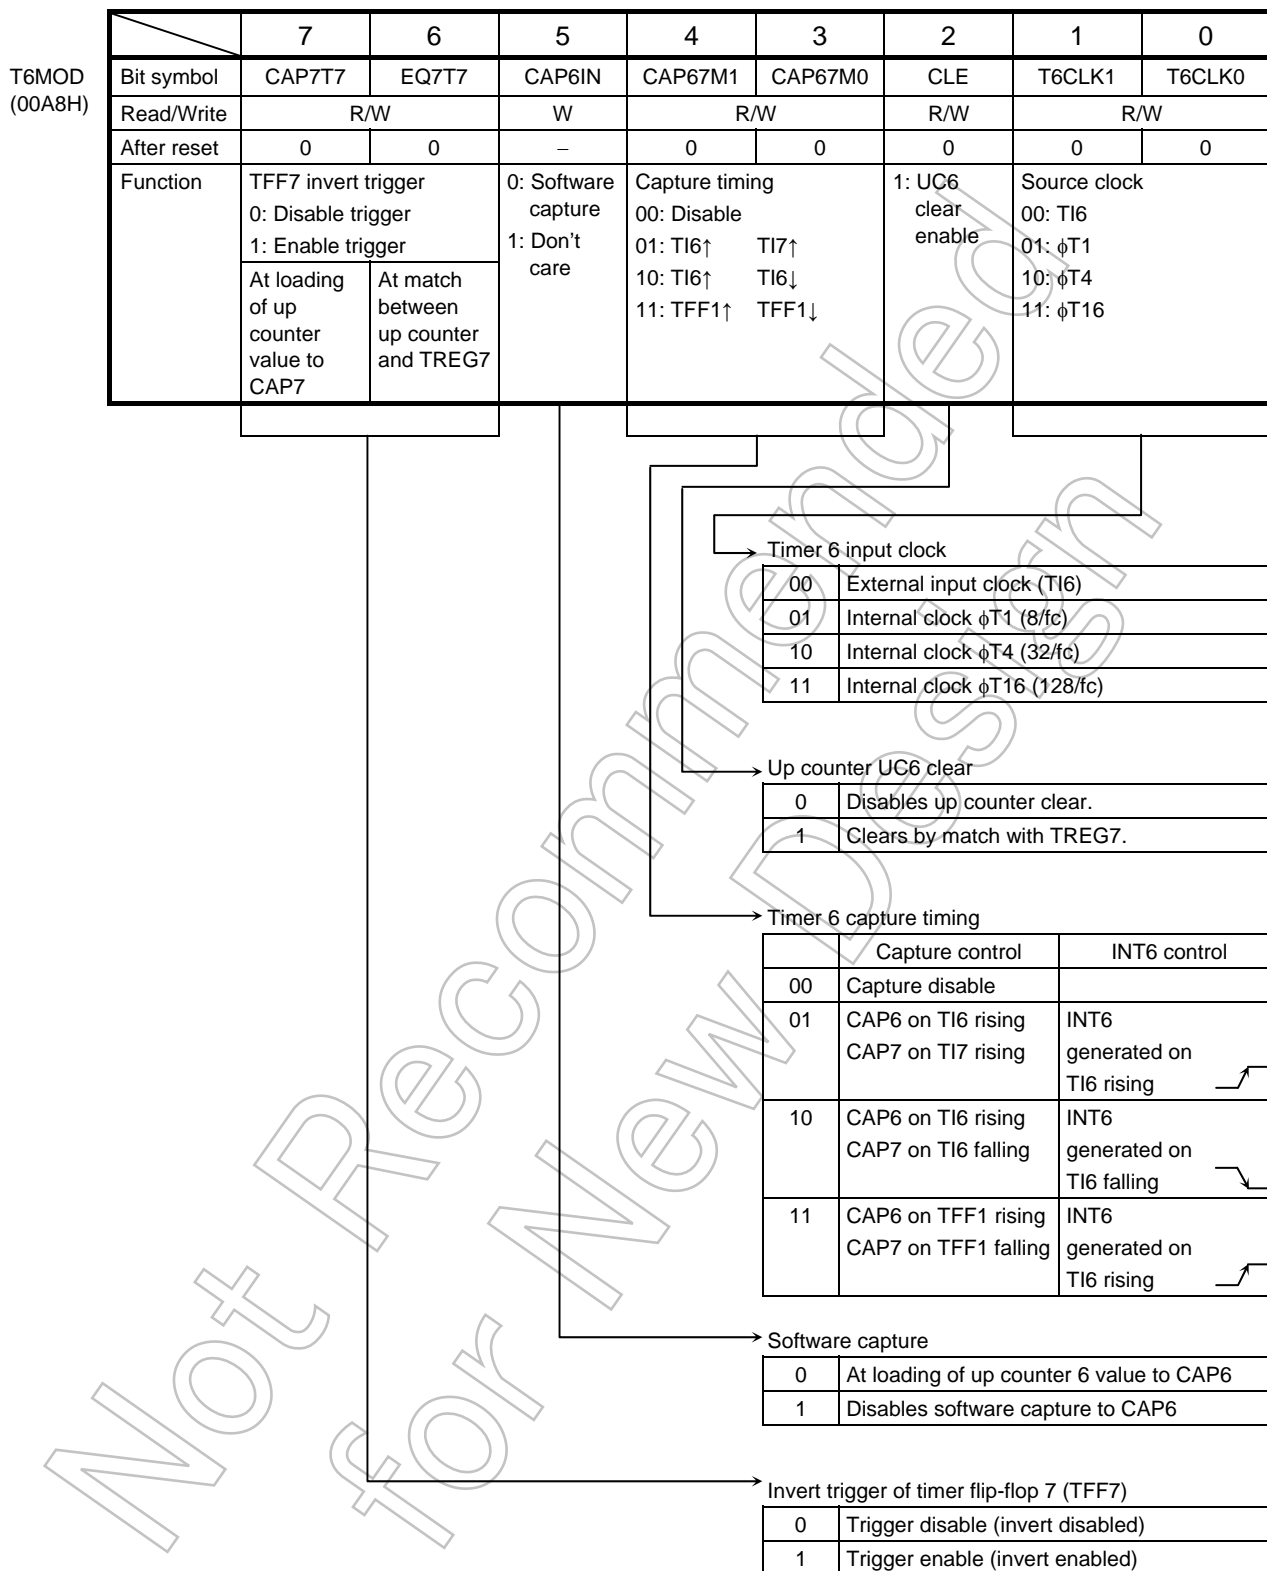 7 6 5 4 3 2 1 0
T6MOD (00A8H)
Bit symbol CAP7T7 EQ7T7 CAP6IN CAP67M1 CAP67M0 CLE T6CLK1 T6CLK0
Read/Write R/W W R/W R/W R/W
After reset 0 0 – 0 0 0 0 0
Function
TFF7 invert trigger
0: Disable trigger
1: Enable trigger
At loading
of up
counter
value to
CAP7
At match
between
up counter
and TREG7
0: Software
capture
1: Don't
care
Capture timing
00: Disable
01: TI6↑ TI7↑
10: TI6↑ TI6↓
11: TFF1↑ TFF1↓
1: UC6
clear
enable
Source clock
00: TI6
01: ϕT1
10: ϕT4
11: ϕT16
Timer 6 input clock
00 External input clock (TI6)
01 Internal clock ϕT1 (8/fc)
10 Internal clock ϕT4 (32/fc)
11 Internal clock ϕT16 (128/fc)
Up counter UC6 clear
0 Disables up counter clear.
1 Clears by match with TREG7.
Timer 6 capture timing
Capture control INT6 control
00 Capture disable
01 CAP6 on TI6 rising INT6
CAP7 on TI7 rising generated on
TI6 rising
10 CAP6 on TI6 rising INT6
CAP7 on TI6 falling generated on
TI6 falling
11 CAP6 on TFF1 rising INT6
CAP7 on TFF1 falling generated on
TI6 rising
Software capture
0 At loading of up counter 6 value to CAP6
1 Disables software capture to CAP6
Invert trigger of timer flip-flop 7 (TFF7)
0 Trigger disable (invert disabled)
1 Trigger enable (invert enabled)
Not Recommended
for New Design